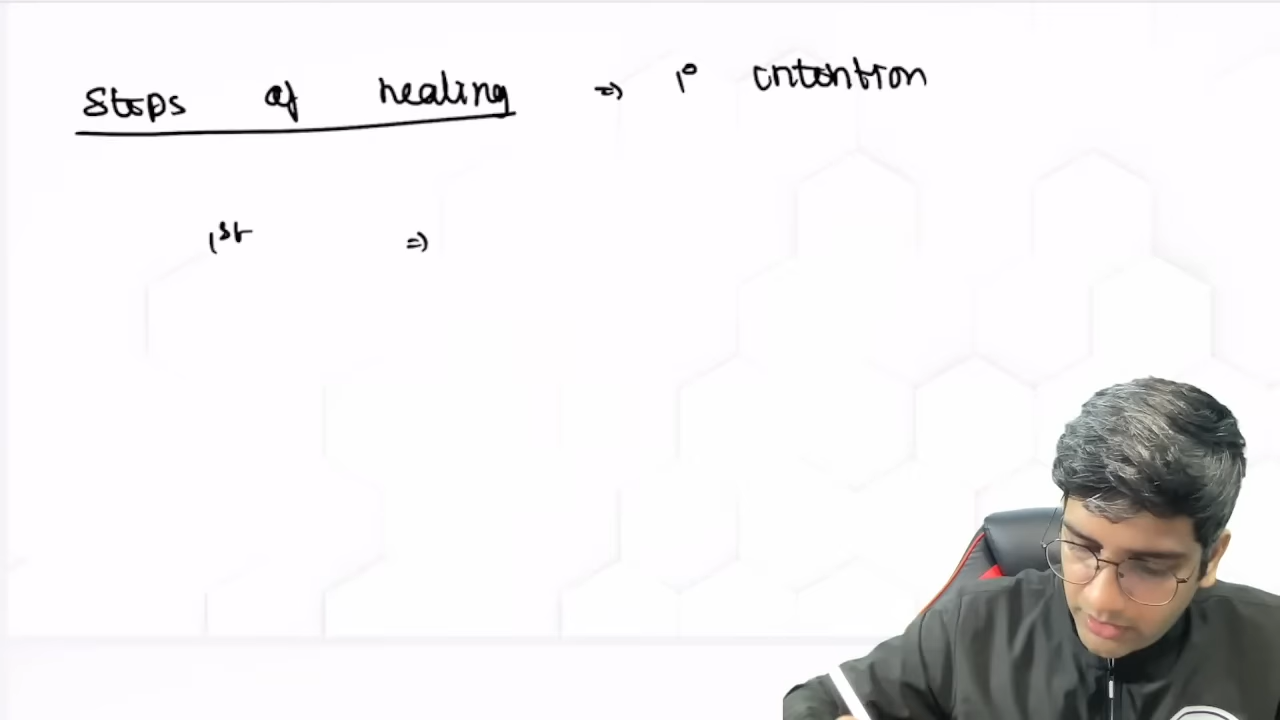 Steps of healing => 1° intention
1st =>